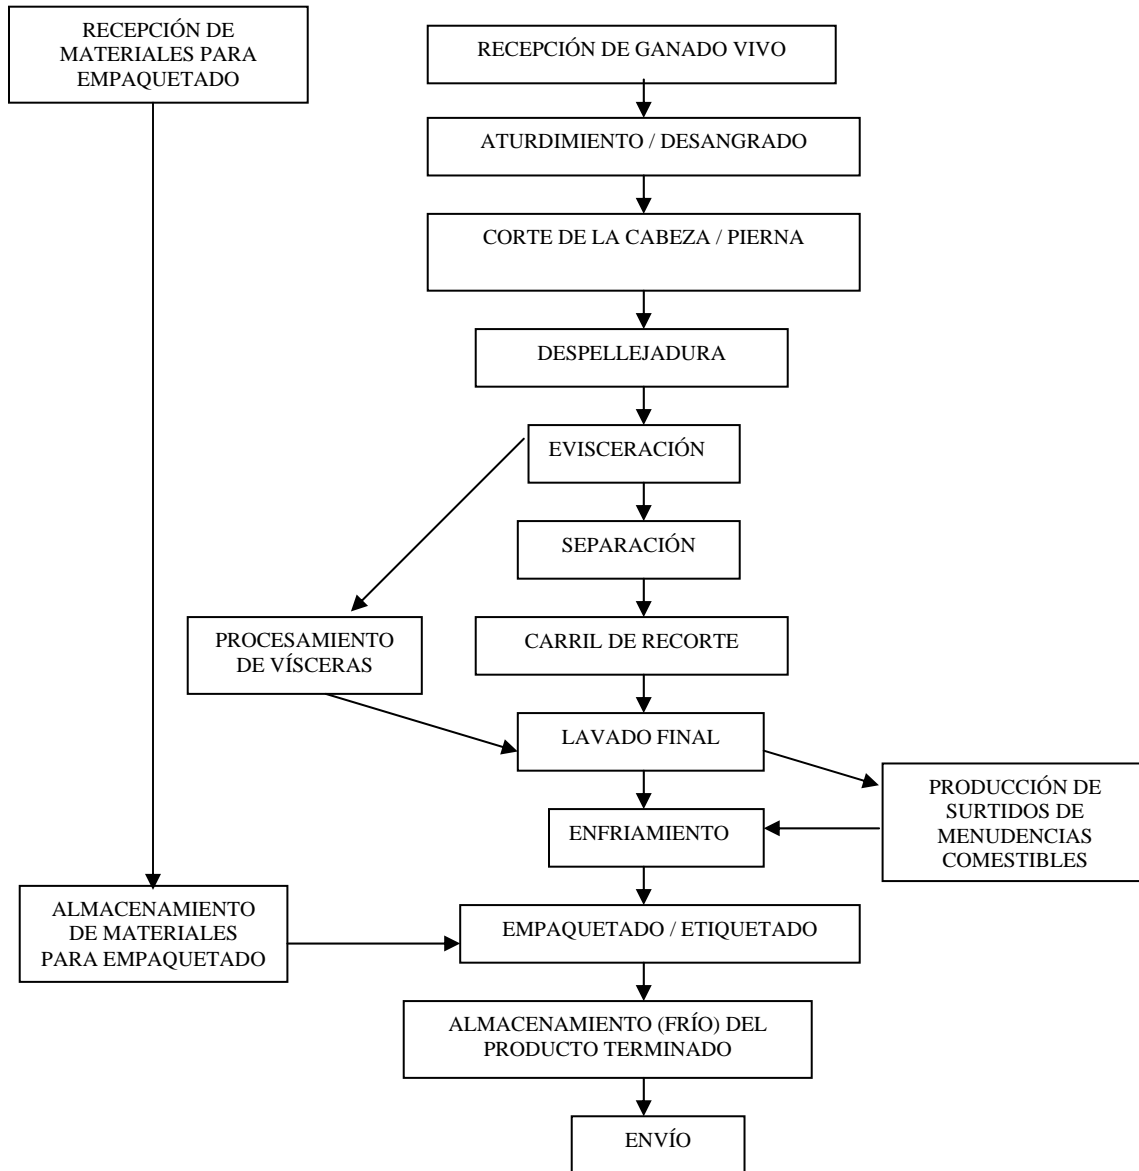 RECEPCIÓN DE
MATERIALES PARA
EMPAQUETADO
RECEPCIÓN DE GANADO VIVO
ATURDIMIENTO / DESANGRADO
CORTE DE LA CABEZA / PIERNA
DESPELLEJADURA
EVISCERACIÓN
SEPARACIÓN
PROCESAMIENTO
DE VÍSCERAS
CARRIL DE RECORTE
LAVADO FINAL
PRODUCCIÓN DE
SURTIDOS DE
MENUDENCIAS
COMESTIBLES
ENFRIAMIENTO
ALMACENAMIENTO
DE MATERIALES
PARA EMPAQUETADO
EMPAQUETADO / ETIQUETADO
ALMACENAMIENTO (FRÍO) DEL
PRODUCTO TERMINADO
ENVÍO